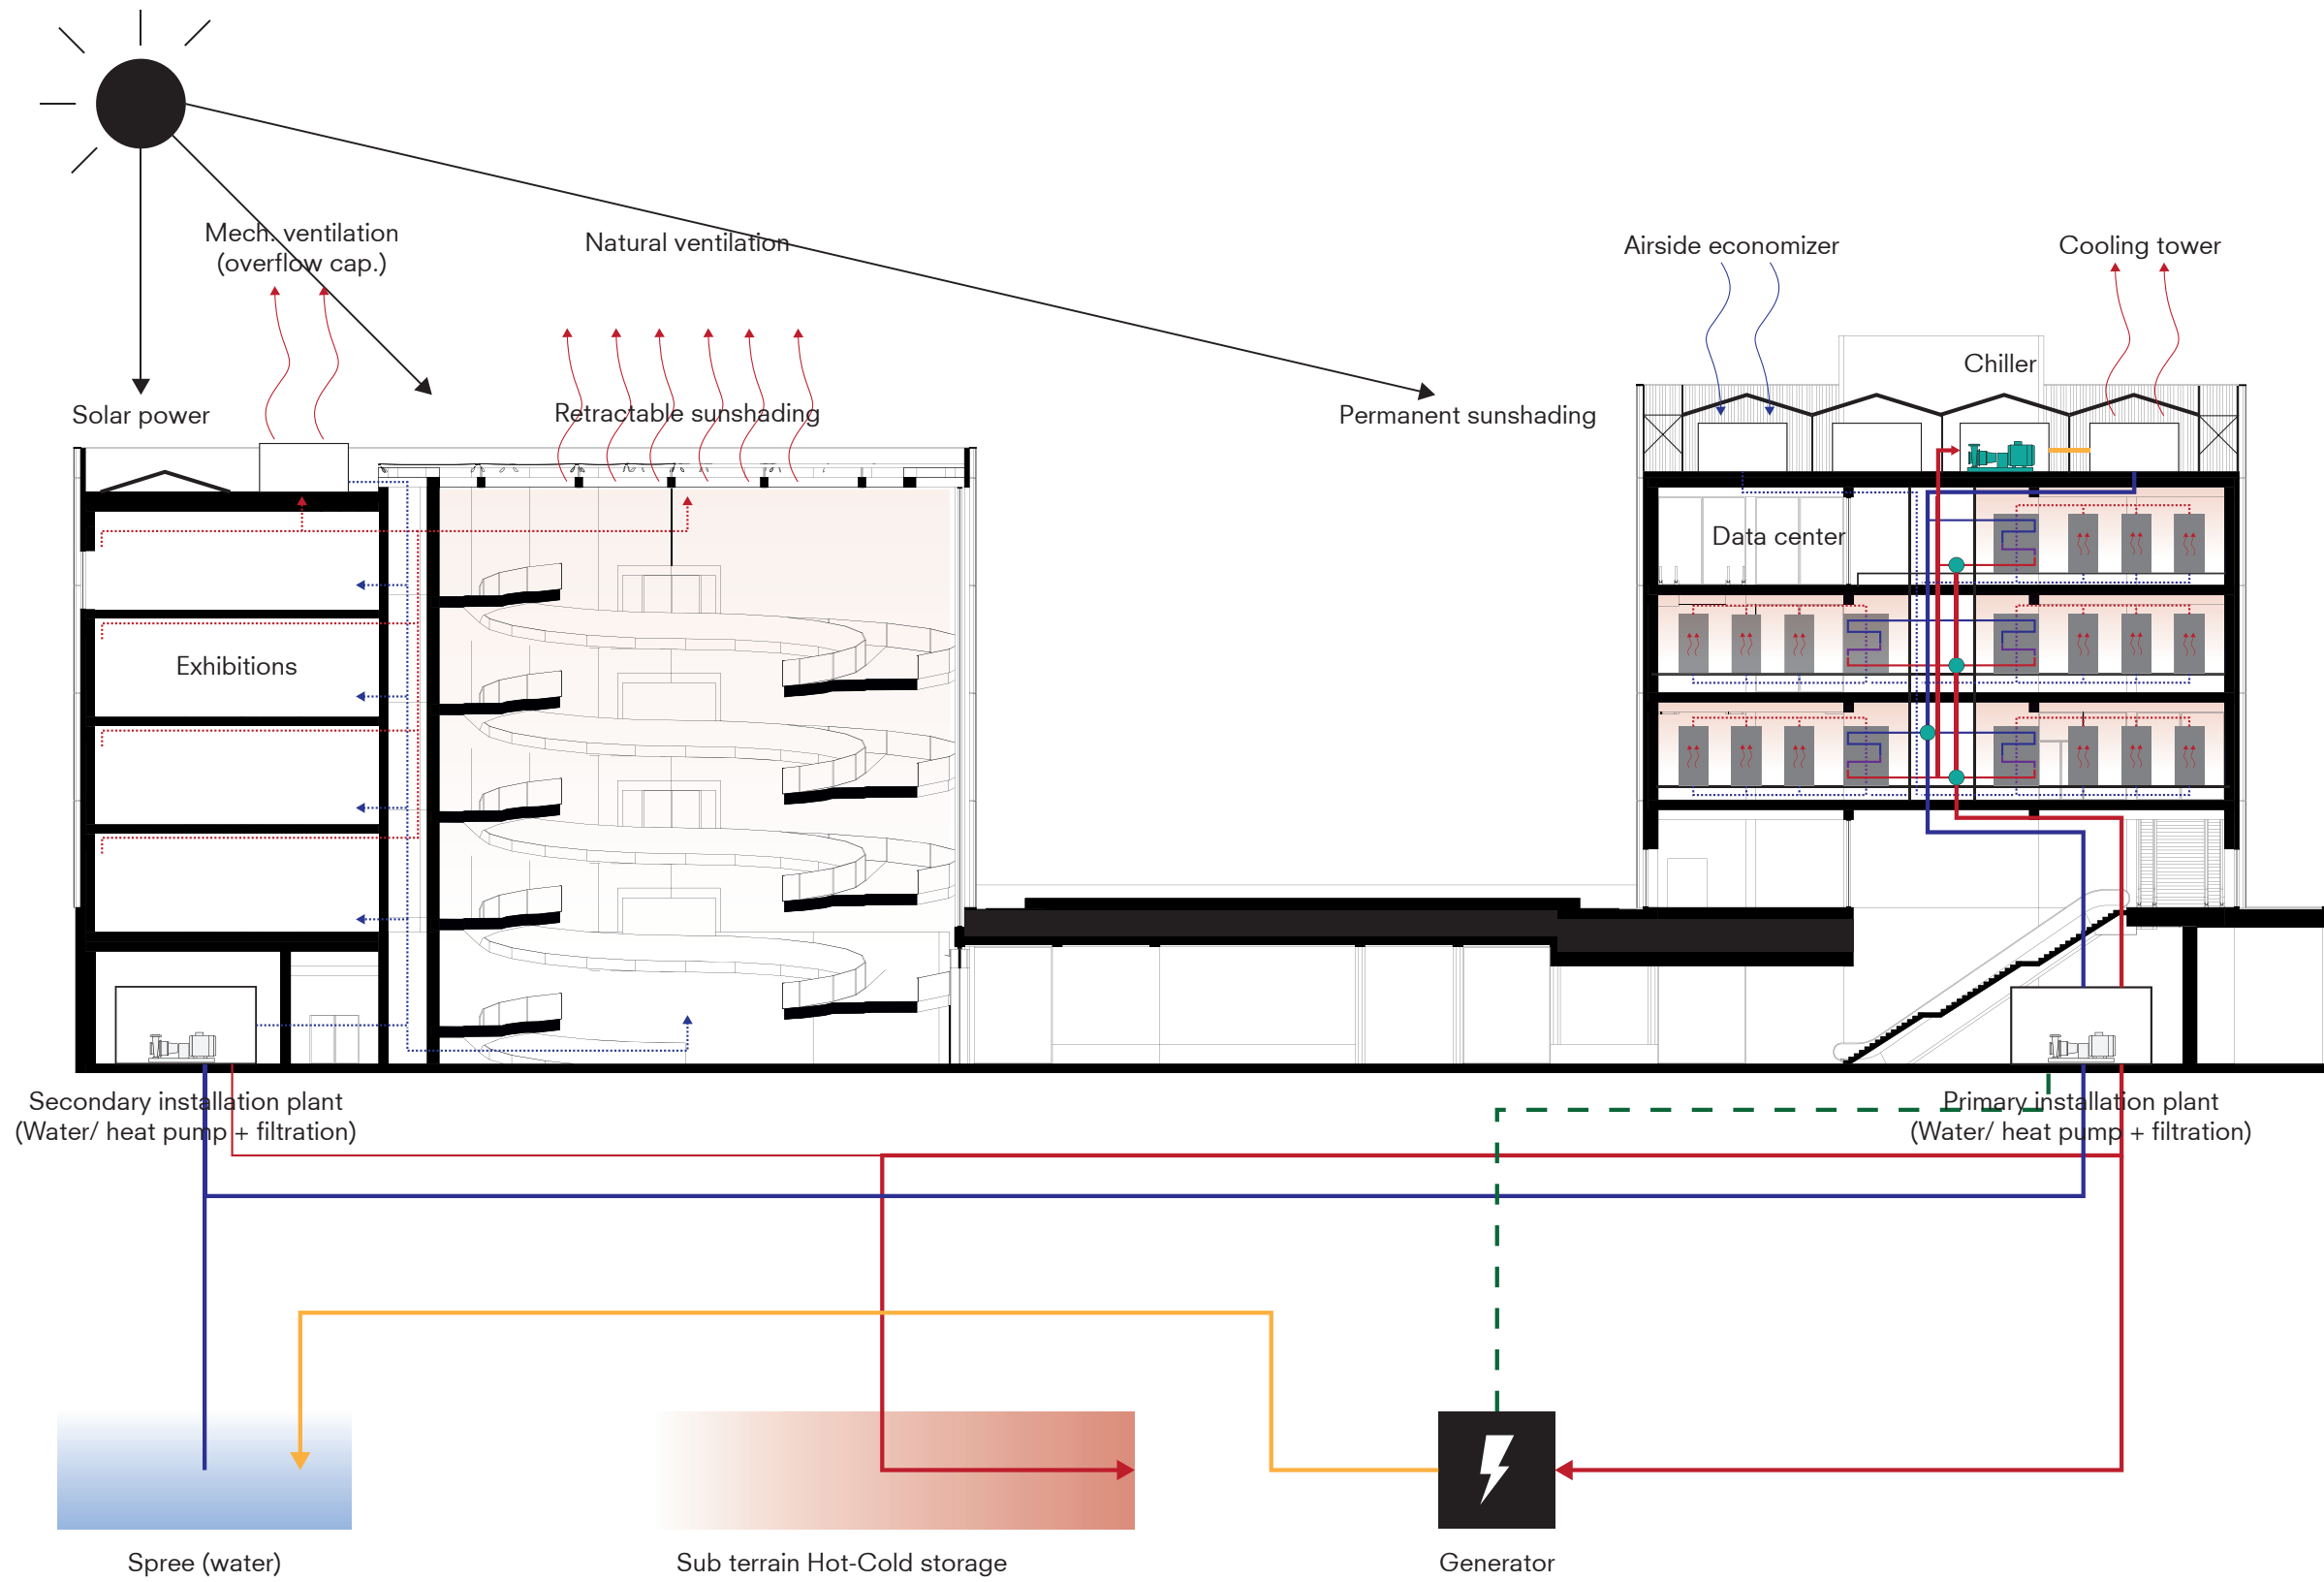 Mech. ventilation
(overflow cap.)
Natural ventilation
Airside economizer
Cooling tower
Chiller
Solar power
Retractable sunshading
Permanent sunshading
Data center
Exhibitions
Secondary installation plant
(Water/ heat pump + filtration)
Primary installation plant
(Water/ heat pump + filtration)
Spree (water)
Sub terrain Hot-Cold storage
Generator